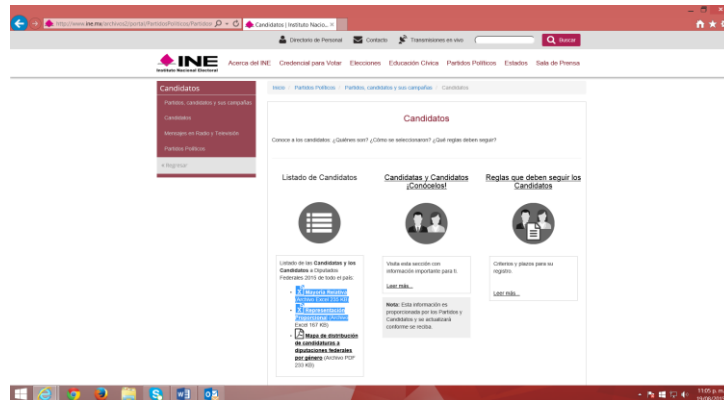 http://www.ine.mx/archivos2/portal/PartidosPoliticos/Partidos
Candidatos | Instituto Nacio...
Directorio de Personal Contacto Transmisiones en vivo Buscar
INE
Instituto Nacional Electoral
Acerca del INE Credencial para Votar Elecciones Educación Cívica Partidos Políticos Estados Sala de Prensa
Candidatos
Partidos, candidatos y sus campañas
Candidatos
Mensajes en Radio y Televisión
Partidos Políticos
« Regresar
Inicio / Partidos Políticos / Partidos, candidatos y sus campañas / Candidatos
Candidatos
Conoce a los candidatos: ¿Quiénes son? ¿Cómo se seleccionaron? ¿Qué reglas deben seguir?
Listado de Candidatos
Listado de las Candidatas y los
Candidatos a Diputados
Federales 2015 de todo el país.
Mayoría Relativa
(Archivo Excel 235 KB)
Representación
Proporcional (Archivo
Excel 167 KB)
Mapa de distribución
de candidaturas a
diputaciones federales
por género (Archivo PDF
233 KB)
Candidatas y Candidatos
¡Conócelos!
Visita esta sección con
información importante para ti.
Leer más...
Nota: Esta información es
proporcionada por los Partidos y
Candidatos y se actualizará
conforme se reciba.
Reglas que deben seguir los
Candidatos
Criterios y plazos para su
registro.
Leer más...
11:05 p.m.